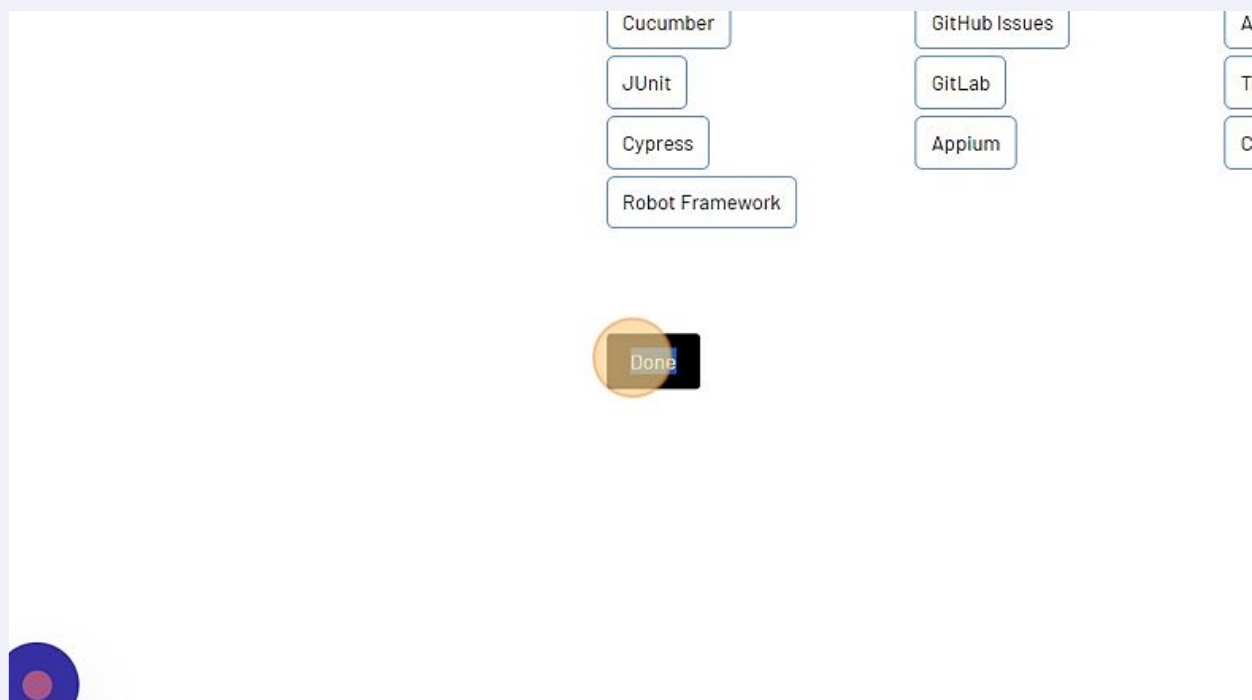 Cucumber GitHub Issues
JUnit GitLab
Cypress Appium
Robot Framework
Done